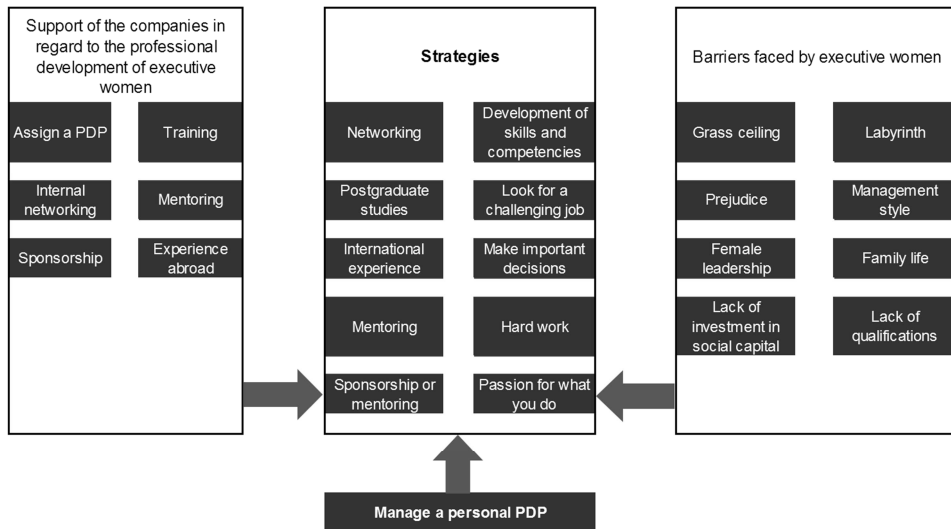 Support of the companies in
regard to the professional
development of executive
women
Assign a PDP
Training
Internal
networking
Mentoring
Sponsorship
Experience
abroad
Strategies
Networking
Development of
skills and
competencies
Postgraduate
studies
Look for a
challenging job
International
experience
Make important
decisions
Mentoring
Hard work
Sponsorship or
mentoring
Passion for what
you do
Barriers faced by executive women
Grass ceiling
Labyrinth
Prejudice
Management
style
Female
leadership
Family life
Lack of
investment in
social capital
Lack of
qualifications
Manage a personal PDP